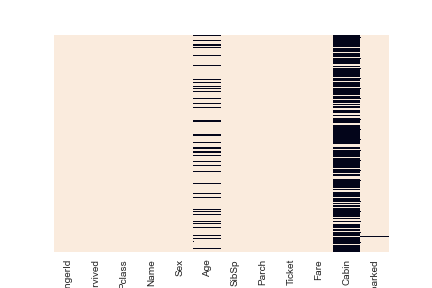 ngerId
rvived
Pclass
Name
Sex
Age
SibSp
Parch
Ticket
Fare
Cabin
arked